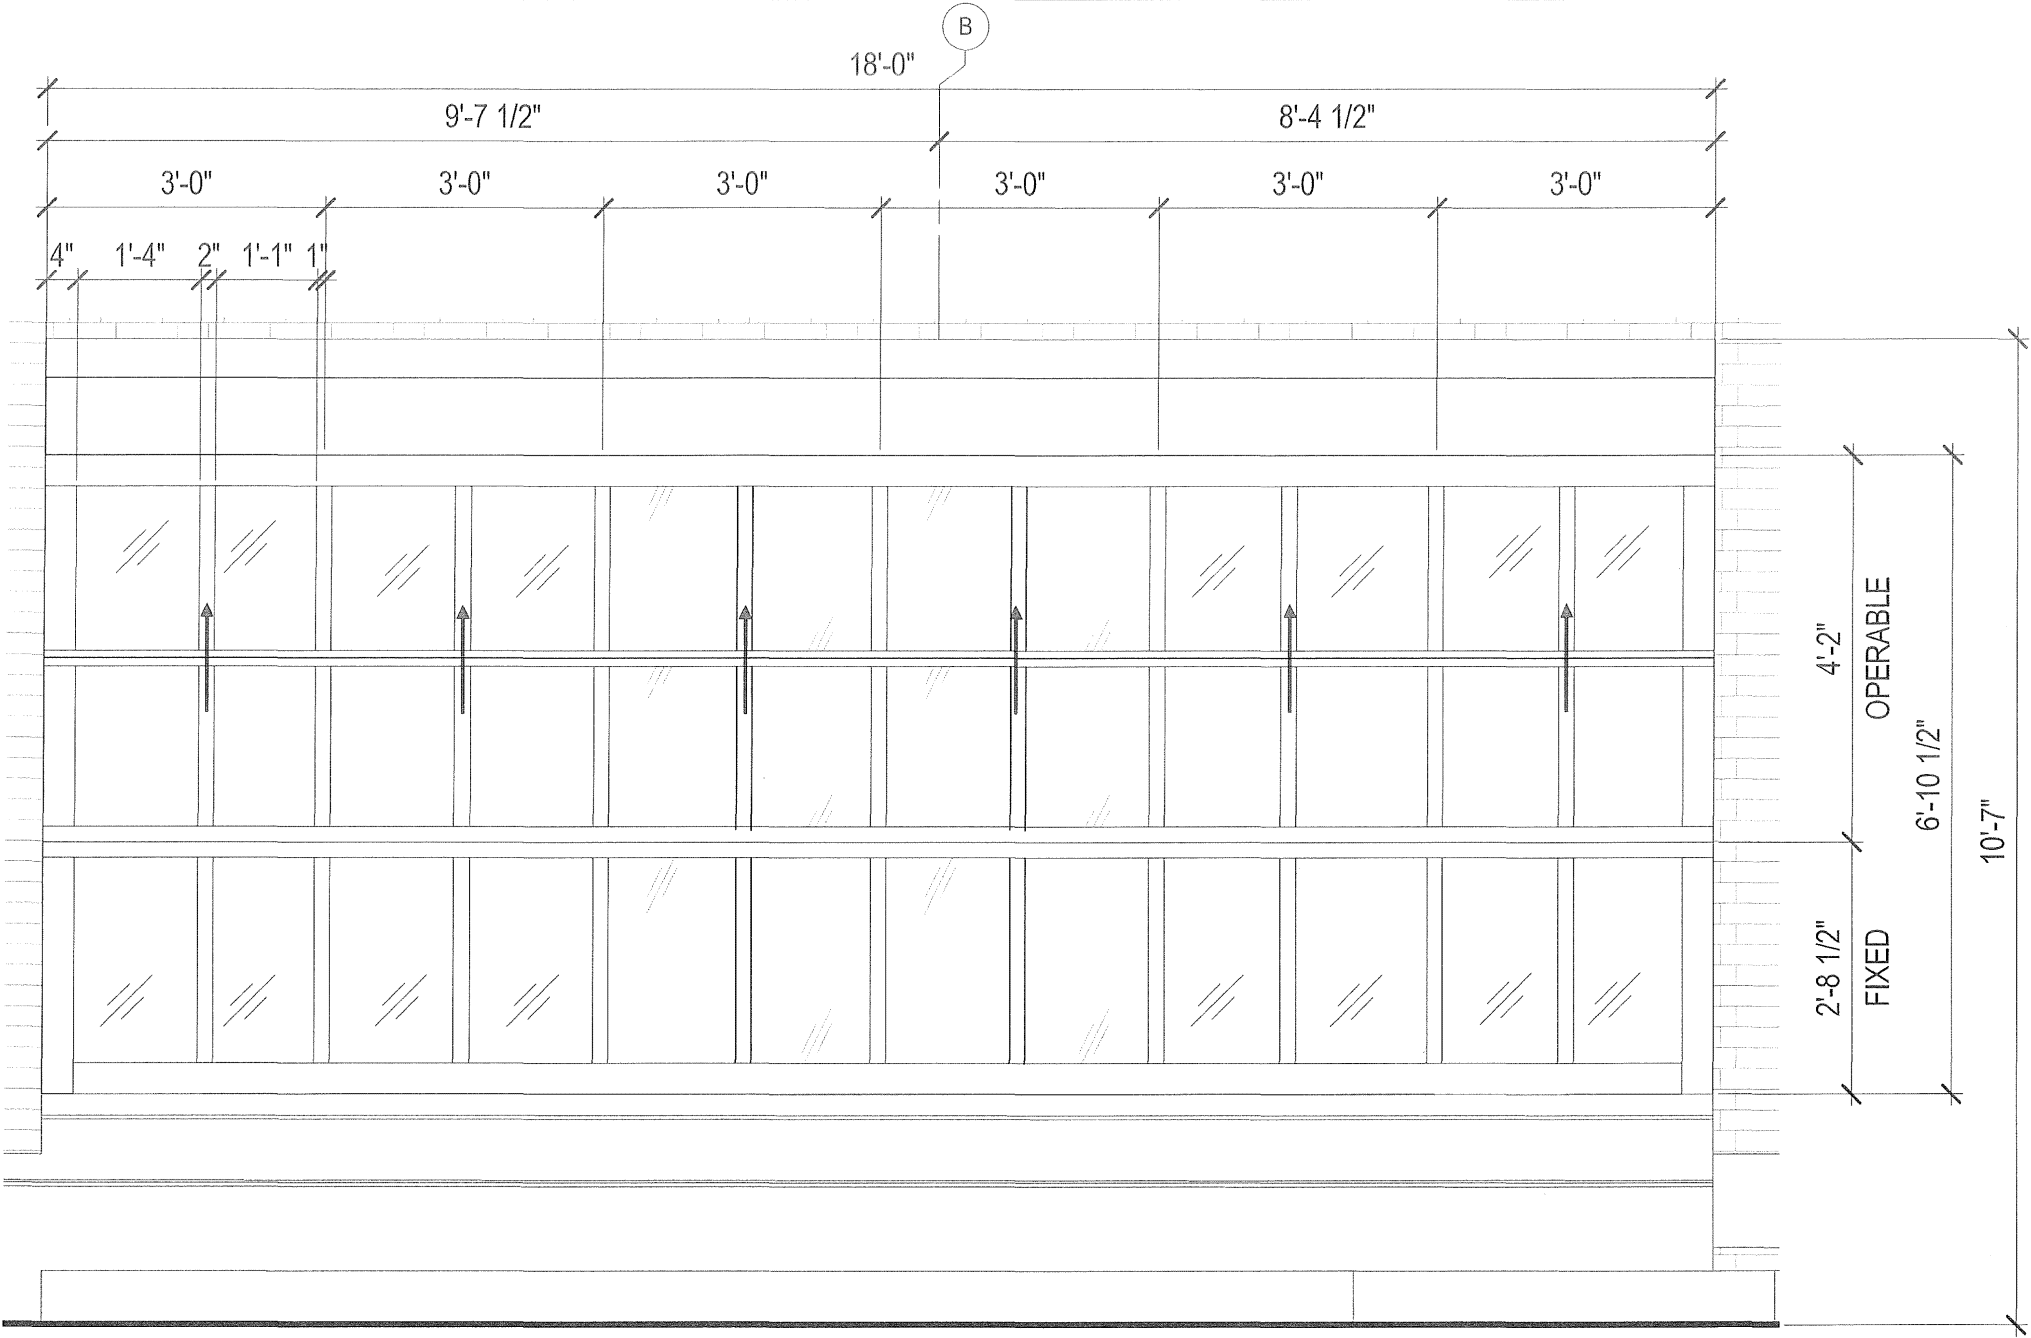 B
18'-0"
9'-7 1/2" 8'-4 1/2"
3'-0" 3'-0" 3'-0" 3'-0" 3'-0" 3'-0"
4" 1'-4" 2" 1'-1" 1"
4'-2"
OPERABLE
6'-10 1/2"
10'-7"
2'-8 1/2"
FIXED